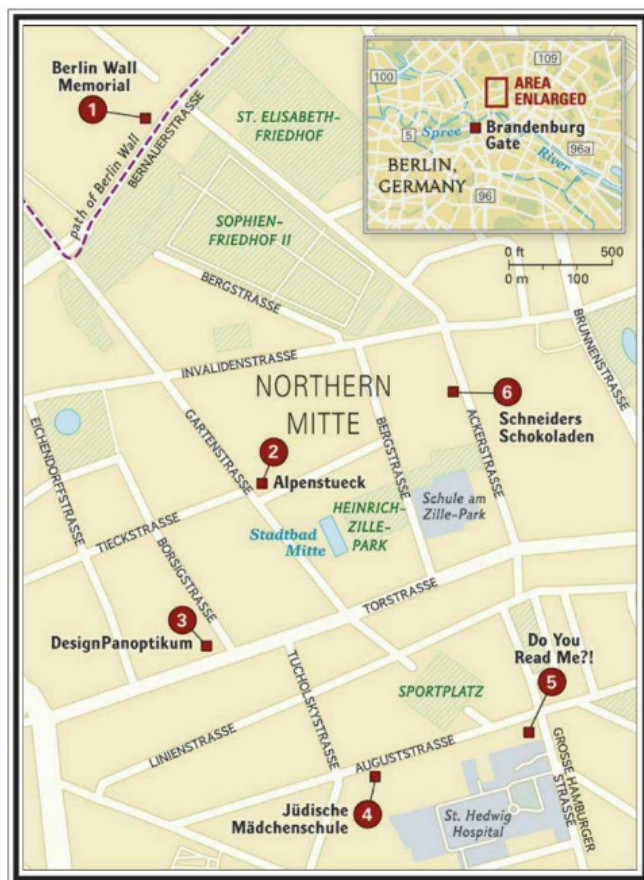 Berlin Wall
Memorial
1
path of Berlin Wall
BERNAUERSTRASSE
ST. ELISABETH-
FRIEDHOF
SOPHIEN-
FRIEDHOF II
100
109
AREA
ENLARGED
5
Spree
Brandenburg
Gate
River
96a
BERLIN,
GERMANY
96
0 ft 500
0 m 100
BERGSTRASSE
INVALIDENSTRASSE
BRUNNENSTRASSE
NORTHERN
MITTE
6
Schneiders
Schokoladen
ACKERSTRASSE
EICHENDORFFSTRASSE
GARTENSTRASSE
BERGSTRASSE
2
Alpenstueck
TIECKSTRASSE
BORSIGSTRASSE
Stadtbad
Mitte
HEINRICH-
ZILLE-
PARK
Schule am
Zille-Park
3
DesignPanoptikum
TORSTRASSE
Do You
Read Me?!
5
TUCHOLSKYSTRASSE
SPORTPLATZ
LINIENSTRASSE
AUGUSTSTRASSE
GROSSE HAMBURGER
STRASSE
Jüdische
Mädchenschule
4
St. Hedwig
Hospital